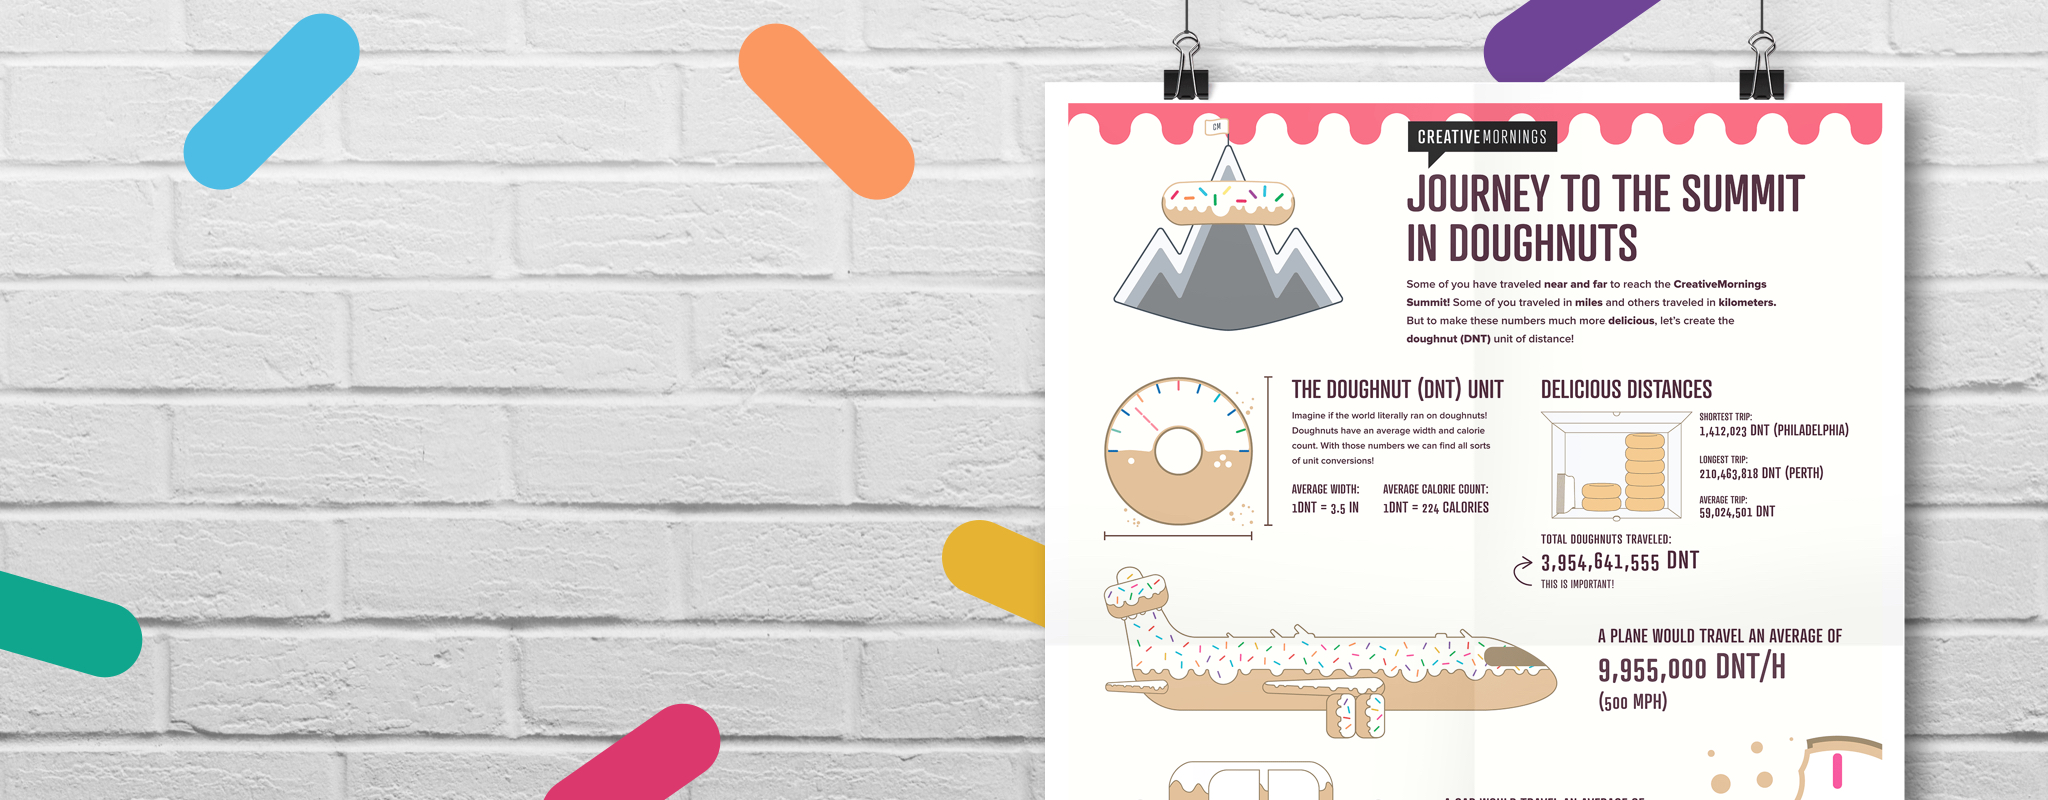 CM
CREATIVEMORNINGS
JOURNEY TO THE SUMMIT
IN DOUGHNUTS
Some of you have traveled near and far to reach the CreativeMornings
Summit! Some of you traveled in miles and others traveled in kilometers.
But to make these numbers much more delicious, let's create the
doughnut (DNT) unit of distance!
THE DOUGHNUT (DNT) UNIT
Imagine if the world literally ran on doughnuts!
Doughnuts have an average width and calorie
count. With those numbers we can find all sorts
of unit conversions!
AVERAGE WIDTH:
1DNT = 3.5 IN
AVERAGE CALORIE COUNT:
1DNT = 224 CALORIES
DELICIOUS DISTANCES
SHORTEST TRIP:
1,412,023 DNT (PHILADELPHIA)
LONGEST TRIP:
210,463,818 DNT (PERTH)
AVERAGE TRIP:
59,024,501 DNT
TOTAL DOUGHNUTS TRAVELED:
3,954,641,555 DNT
THIS IS IMPORTANT!
A PLANE WOULD TRAVEL AN AVERAGE OF
9,955,000 DNT/H
(500 MPH)
A CAR WOULD TRAVEL AN AVERAGE OF